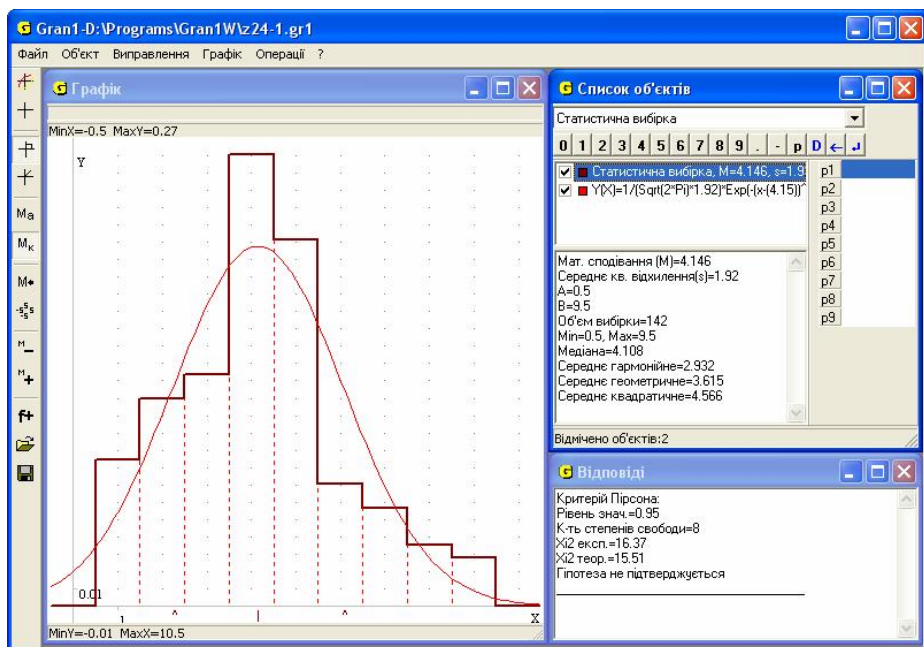 Gran1-D:\Programs\Gran1W\z24-1.gr1
Файл Об'єкт Виправлення Графік Операції ?
Графік
MinX=-0.5 MaxY=0.27
Y
0.01
1
X
MinY=-0.01 MaxX=10.5
Список об'єктів
Статистична вибірка
0 1 2 3 4 5 6 7 8 9 . - p D
Статистична вибірка, M=4.146, s=1.9
Y(X)=1/(Sqrt(2*Pi)*1.92)*Exp(-(x-(4.15))^
p1
p2
p3
p4
p5
p6
p7
p8
p9
Мат. сподівання (M)=4.146
Середнє кв. відхилення(s)=1.92
A=0.5
B=9.5
Об'єм вибірки=142
Min=0.5, Max=9.5
Медіана=4.108
Середнє гармонійне=2.932
Середнє геометричне=3.615
Середнє квадратичне=4.566
Відмічено об'єктів:2
Відповіді
Критерій Пірсона:
Рівень знач.=0.95
К-ть степенів свободи=8
Xi2 експ.=16.37
Xi2 теор.=15.51
Гіпотеза не підтверджується